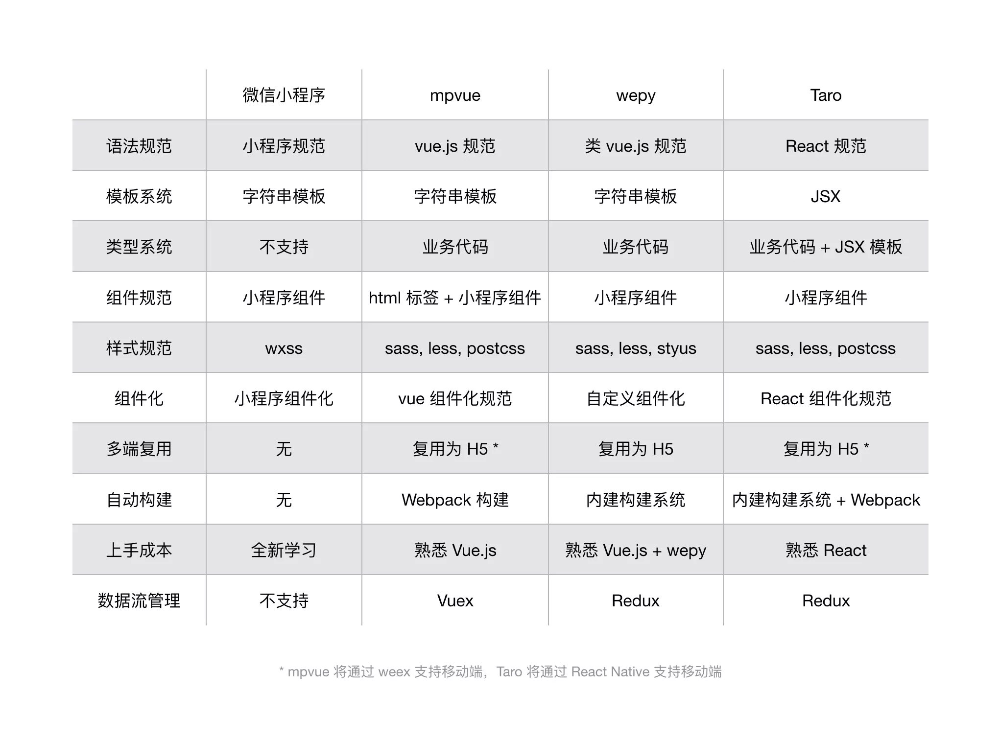 微信小程序 mpvue wepy Taro
语法规范 小程序规范 vue.js 规范 类 vue.js 规范 React 规范
模板系统 字符串模板 字符串模板 字符串模板 JSX
类型系统 不支持 业务代码 业务代码 业务代码 + JSX 模板
组件规范 小程序组件 html 标签 + 小程序组件 小程序组件 小程序组件
样式规范 wxss sass, less, postcss sass, less, styus sass, less, postcss
组件化 小程序组件化 vue 组件化规范 自定义组件化 React 组件化规范
多端复用 无 复用为 H5 * 复用为 H5 复用为 H5 *
自动构建 无 Webpack 构建 内建构建系统 内建构建系统 + Webpack
上手成本 全新学习 熟悉 Vue.js 熟悉 Vue.js + wepy 熟悉 React
数据流管理 不支持 Vuex Redux Redux
* mpvue 将通过 weex 支持移动端，Taro 将通过 React Native 支持移动端